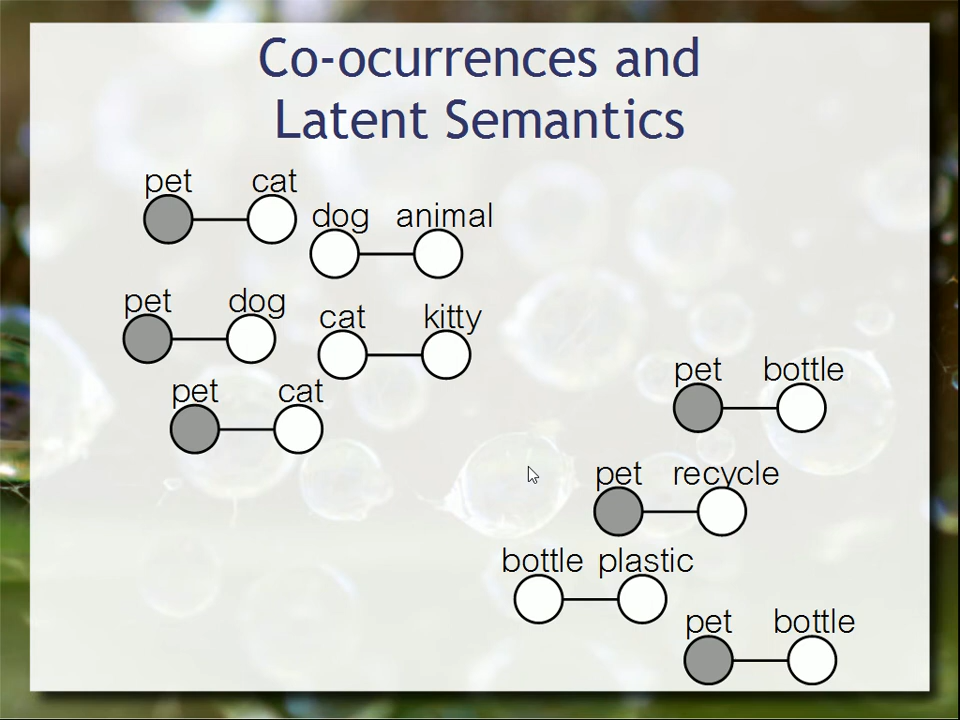 Co-ocurrences and
Latent Semantics
pet cat
dog animal
pet dog
cat kitty
pet cat
pet bottle
pet recycle
bottle plastic
pet bottle